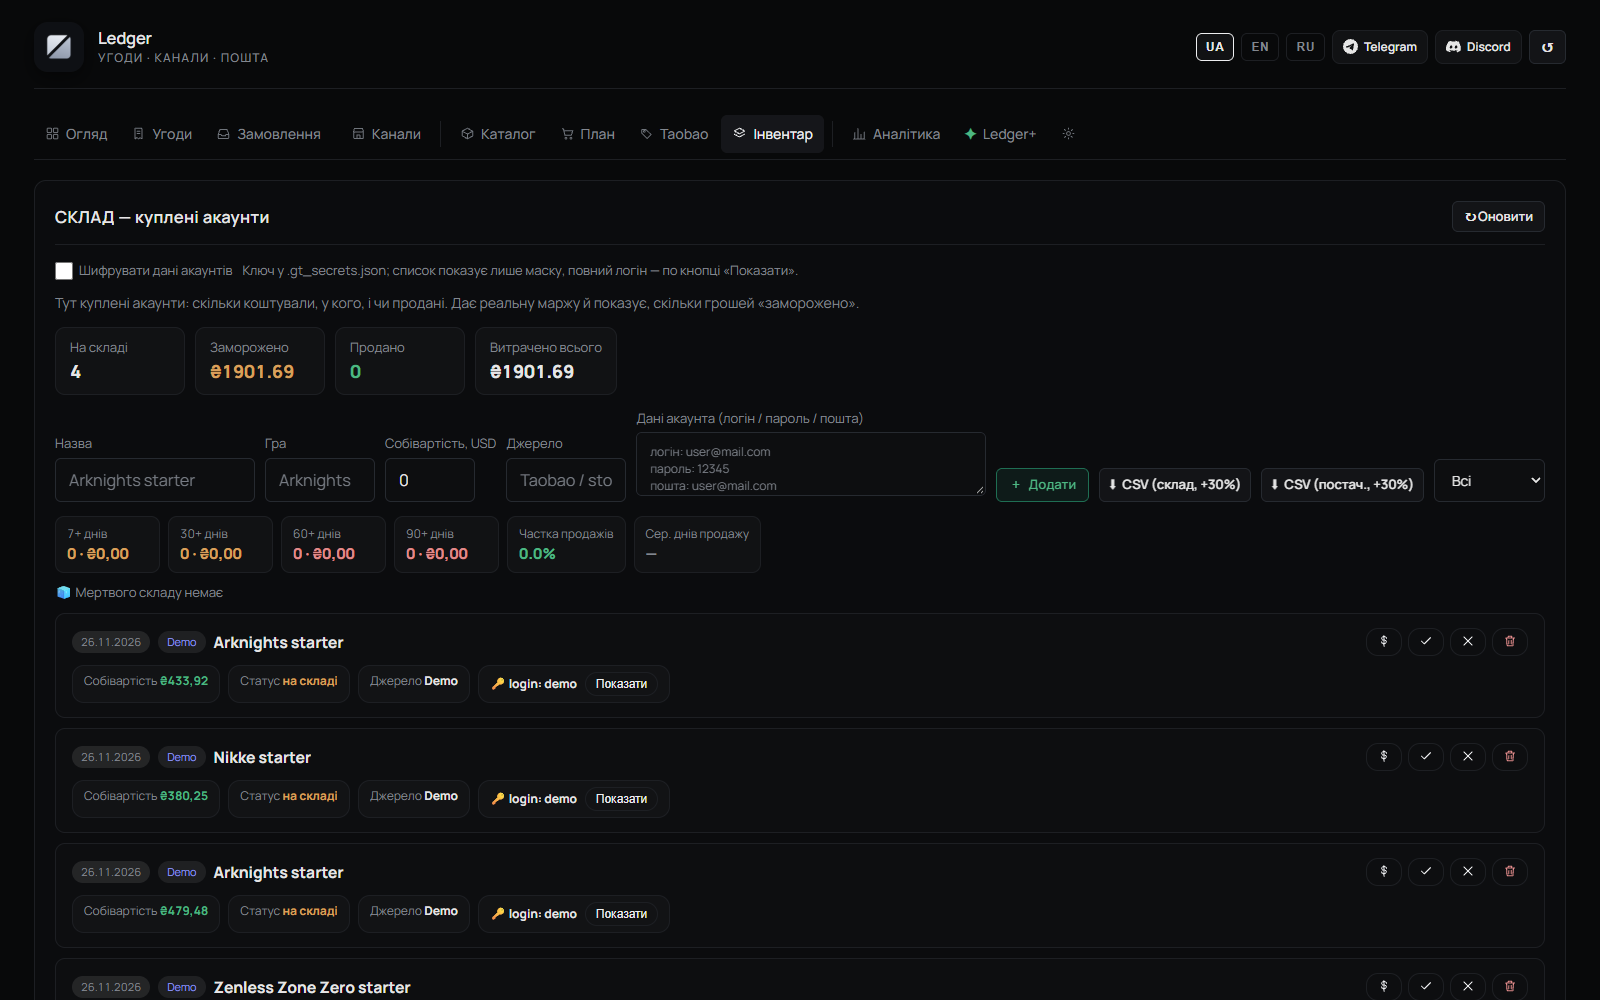 Ledger
УГОДИ · КАНАЛИ · ПОШТА
UA
EN
RU
Telegram
Discord
Огляд
Угоди
Замовлення
Канали
Каталог
План
Taobao
Інвентар
Аналітика
Ledger+
СКЛАД — куплені акаунти
↻Оновити
Шифрувати дані акаунтів Ключ у .gt_secrets.json; список показує лише маску, повний логін — по кнопці «Показати».
Тут куплені акаунти: скільки коштували, у кого, і чи продані. Дає реальну маржу й показує, скільки грошей «заморожено».
На складі
4
Заморожено
₴1901.69
Продано
0
Витрачено всього
₴1901.69
Назва
Arknights starter
Гра
Arknights
Собівартість, USD
0
Джерело
Taobao / sto
Дані акаунта (логін / пароль / пошта)
логін: user@mail.com
пароль: 12345
пошта: user@mail.com
+ Додати
⬇ CSV (склад, +30%)
⬇ CSV (постач., +30%)
Всі
7+ днів
0 · ₴0,00
30+ днів
0 · ₴0,00
60+ днів
0 · ₴0,00
90+ днів
0 · ₴0,00
Частка продажів
0.0%
Сер. днів продажу
—
Мертвого складу немає
26.11.2026 Demo Arknights starter
$
Собівартість ₴433,92 Статус на складі Джерело Demo login: demo Показати
26.11.2026 Demo Nikke starter
$
Собівартість ₴380,25 Статус на складі Джерело Demo login: demo Показати
26.11.2026 Demo Arknights starter
$
Собівартість ₴479,48 Статус на складі Джерело Demo login: demo Показати
26.11.2026 Demo Zenless Zone Zero starter
$